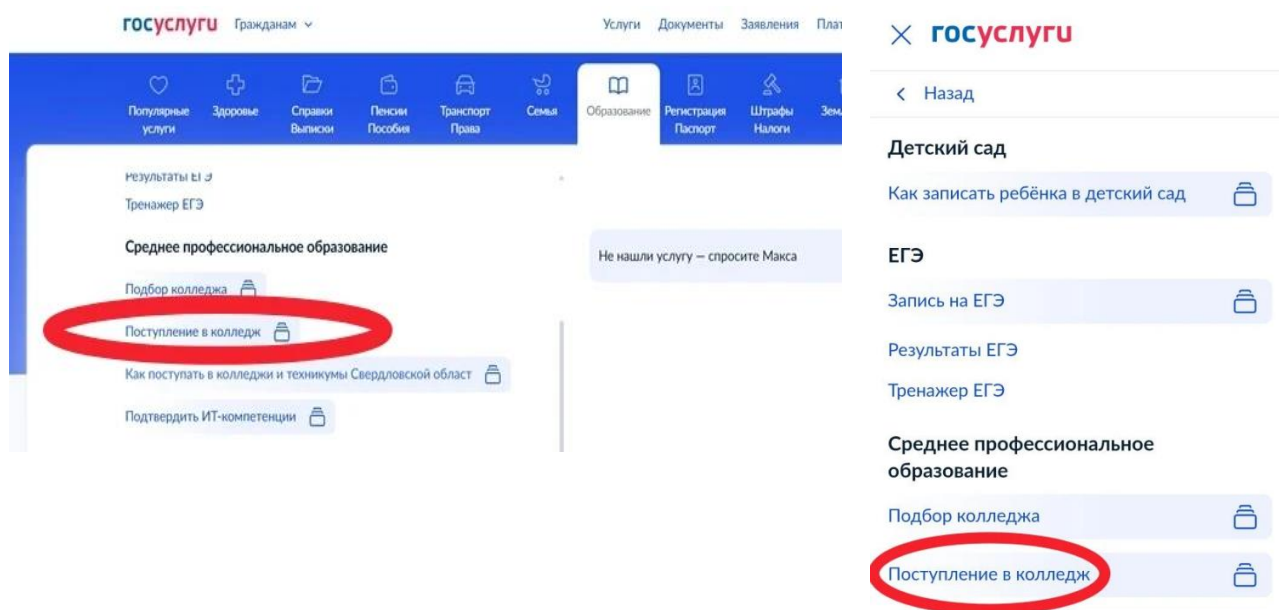 госуслуги Гражданам
Услуги Документы Заявления
Популярные услуги
Здоровье
Справки Выписки
Пенсии Пособия
Транспорт Права
Семья
Образование
Регистрация Паспорт
Штрафы Налоги
Результаты ЕГЭ
Тренажер ЕГЭ
Среднее профессиональное образование
Подбор колледжа
Поступление в колледж
Как поступать в колледжи и техникумы Свердловской област
Подтвердить ИТ-компетенции
Не нашли услугу — спросите Макса
госуслуги
Назад
Детский сад
Как записать ребёнка в детский сад
ЕГЭ
Запись на ЕГЭ
Результаты ЕГЭ
Тренажер ЕГЭ
Среднее профессиональное
образование
Подбор колледжа
Поступление в колледж